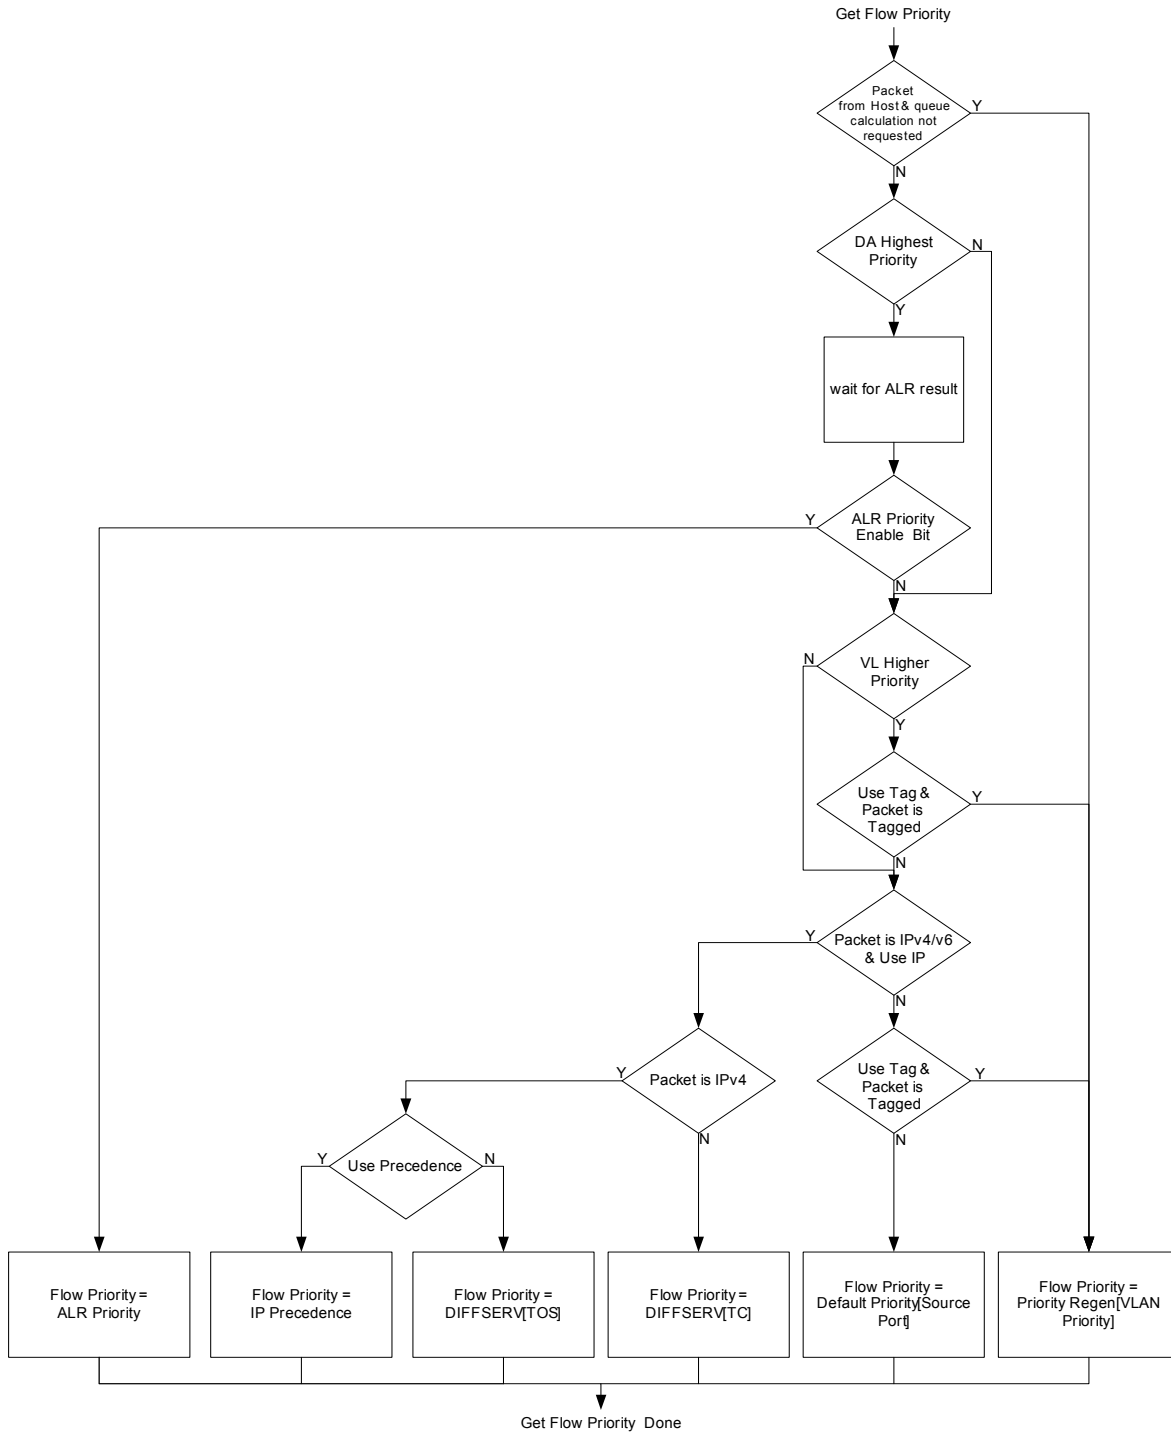 Get Flow Priority
Packet
from Host & queue
calculation not
requested
Y
N
DA Highest
Priority
N
Y
wait for ALR result
ALR Priority
Enable Bit
Y
N
VL Higher
Priority
N
Y
Use Tag &
Packet is
Tagged
Y
N
Packet is IPv4/v6
& Use IP
Y
N
Packet is IPv4
Y
N
Use Tag &
Packet is
Tagged
Y
N
Use Precedence
Y
N
Flow Priority =
ALR Priority
Flow Priority =
IP Precedence
Flow Priority =
DIFFSERV[TOS]
Flow Priority =
DIFFSERV[TC]
Flow Priority =
Default Priority[Source
Port]
Flow Priority =
Priority Regen[VLAN
Priority]
Get Flow Priority Done